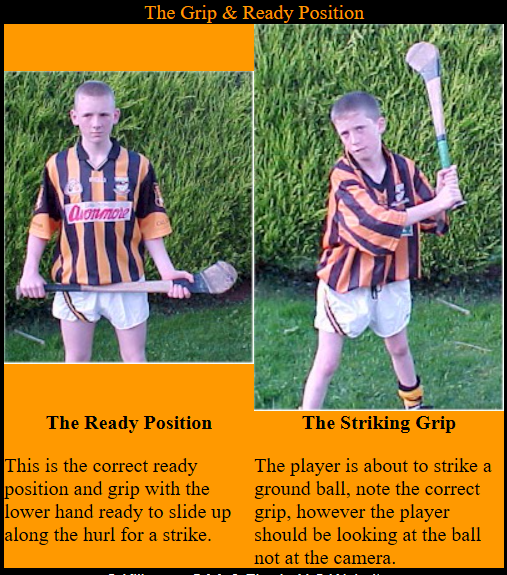 The Grip & Ready Position
Avonmore
The Ready Position
This is the correct ready
position and grip with the
lower hand ready to slide up
along the hurl for a strike.
The Striking Grip
The player is about to strike a
ground ball, note the correct
grip, however the player
should be looking at the ball
not at the camera.